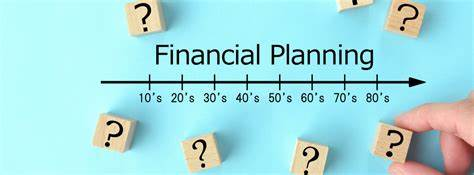 ? ?
Financial Planning
10's 20's 30's 40's 50's 60's 70's 80's
? ? ? ?